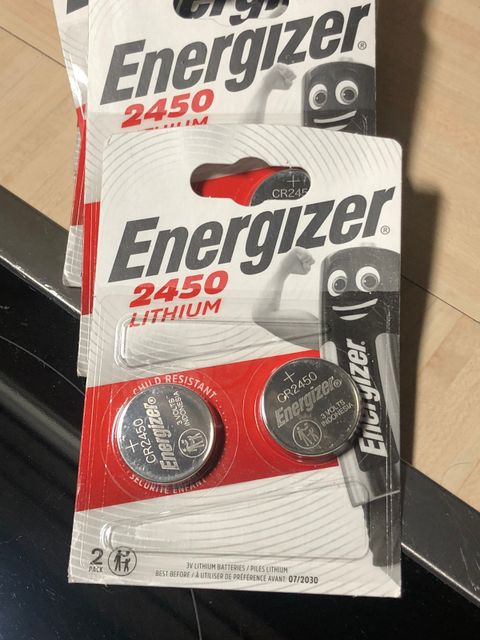 Energizer
Energizer®
2450
LITHIUM
+
CR245
Energizer®
2450
LITHIUM
CHILD RESISTANT
+
CR2450
Energizer®
3 VOLTS
INDONESIA
+
CR2450
Energizer®
3 VOLTS
INDONESIA
Energizer
SÉCURITÉ ENFANT
2
PACK
3V LITHIUM BATTERIES / PILES LITHIUM
BEST BEFORE / À UTILISER DE PRÉFÉRENCE AVANT: 07/2030